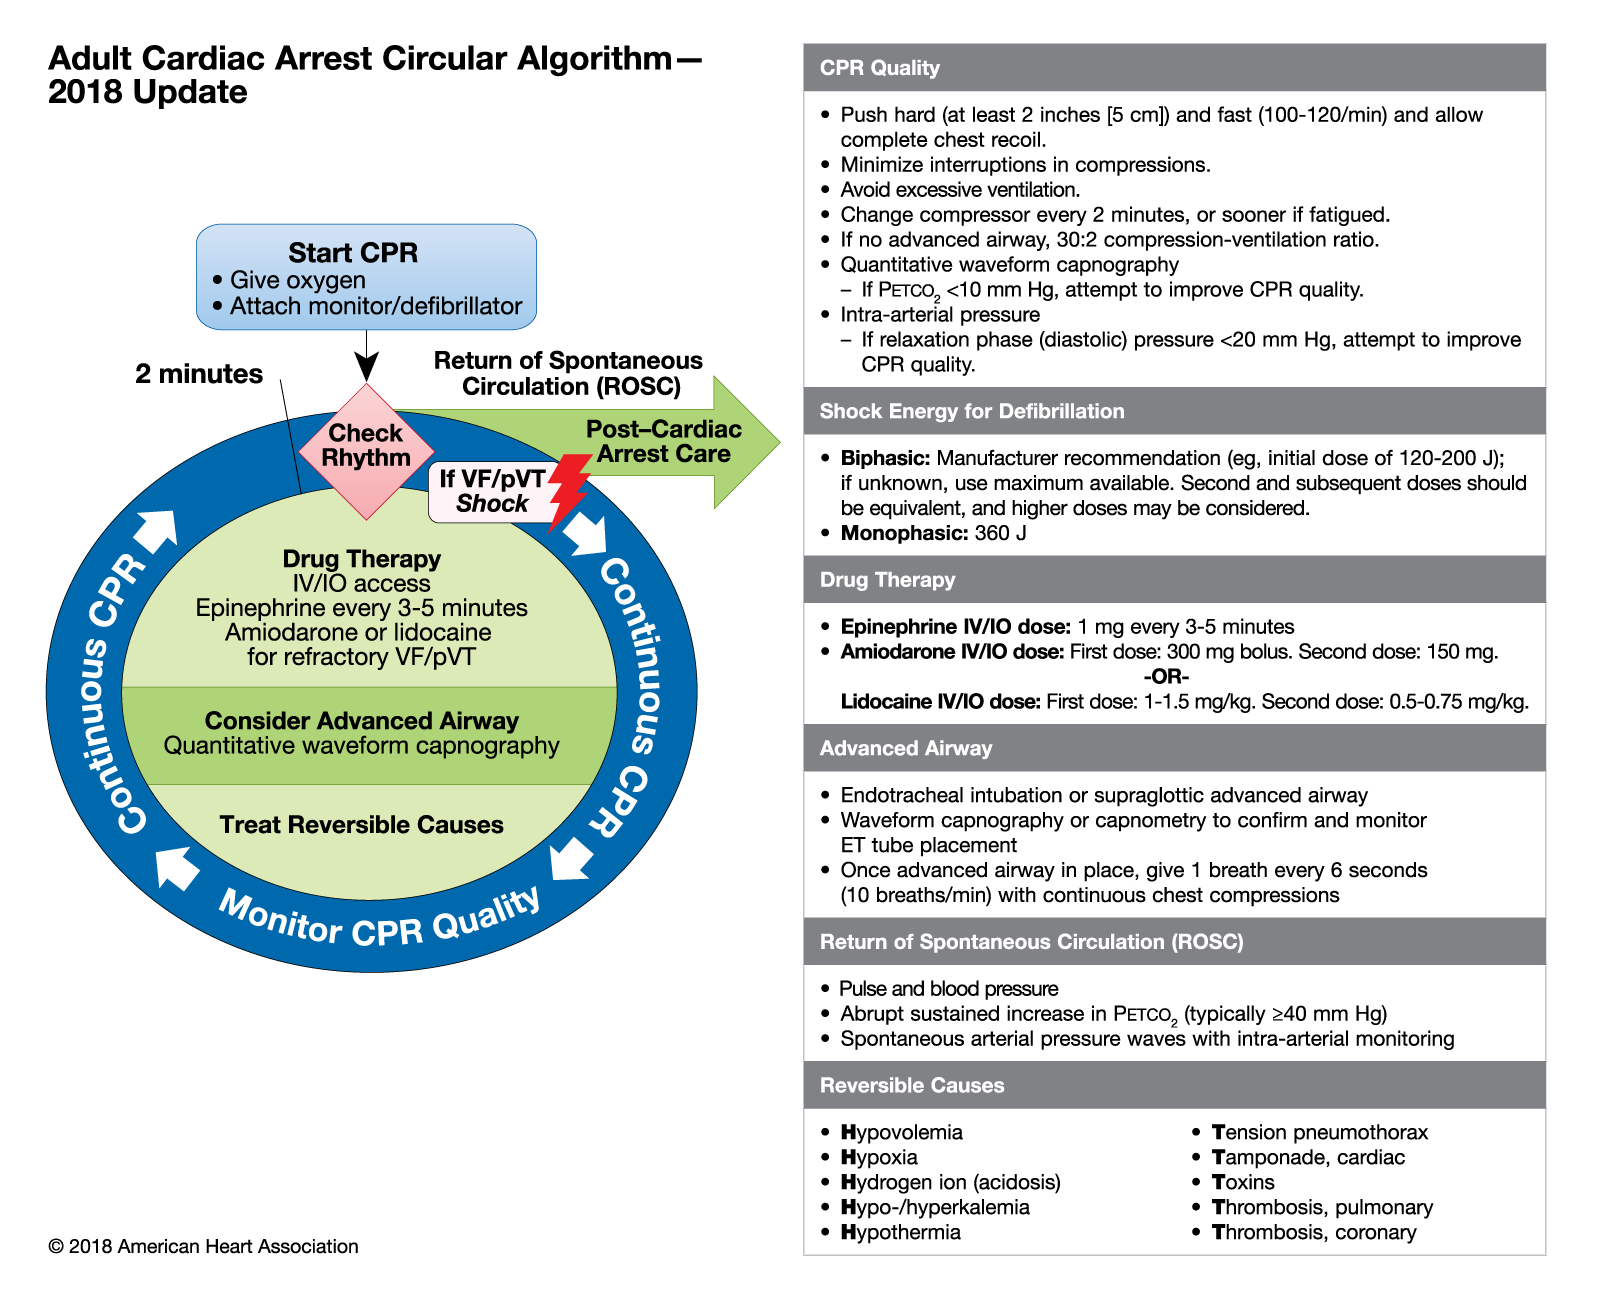 Adult Cardiac Arrest Circular Algorithm—
2018 Update
Start CPR
• Give oxygen
• Attach monitor/defibrillator
2 minutes
Return of Spontaneous
Circulation (ROSC)
Check
Rhythm
Post–Cardiac
Arrest Care
If VF/pVT
Shock
Continuous CPR
Continuous CPR
Monitor CPR Quality
Drug Therapy
IV/IO access
Epinephrine every 3-5 minutes
Amiodarone or lidocaine
for refractory VF/pVT
Consider Advanced Airway
Quantitative waveform capnography
Treat Reversible Causes
© 2018 American Heart Association
CPR Quality
• Push hard (at least 2 inches [5 cm]) and fast (100-120/min) and allow
complete chest recoil.
• Minimize interruptions in compressions.
• Avoid excessive ventilation.
• Change compressor every 2 minutes, or sooner if fatigued.
• If no advanced airway, 30:2 compression-ventilation ratio.
• Quantitative waveform capnography
– If PETCO2 <10 mm Hg, attempt to improve CPR quality.
• Intra-arterial pressure
– If relaxation phase (diastolic) pressure <20 mm Hg, attempt to improve
CPR quality.
Shock Energy for Defibrillation
• Biphasic: Manufacturer recommendation (eg, initial dose of 120-200 J);
if unknown, use maximum available. Second and subsequent doses should
be equivalent, and higher doses may be considered.
• Monophasic: 360 J
Drug Therapy
• Epinephrine IV/IO dose: 1 mg every 3-5 minutes
• Amiodarone IV/IO dose: First dose: 300 mg bolus. Second dose: 150 mg.
-OR-
Lidocaine IV/IO dose: First dose: 1-1.5 mg/kg. Second dose: 0.5-0.75 mg/kg.
Advanced Airway
• Endotracheal intubation or supraglottic advanced airway
• Waveform capnography or capnometry to confirm and monitor
ET tube placement
• Once advanced airway in place, give 1 breath every 6 seconds
(10 breaths/min) with continuous chest compressions
Return of Spontaneous Circulation (ROSC)
• Pulse and blood pressure
• Abrupt sustained increase in PETCO2 (typically ≥40 mm Hg)
• Spontaneous arterial pressure waves with intra-arterial monitoring
Reversible Causes
• Hypovolemia
• Hypoxia
• Hydrogen ion (acidosis)
• Hypo-/hyperkalemia
• Hypothermia
• Tension pneumothorax
• Tamponade, cardiac
• Toxins
• Thrombosis, pulmonary
• Thrombosis, coronary